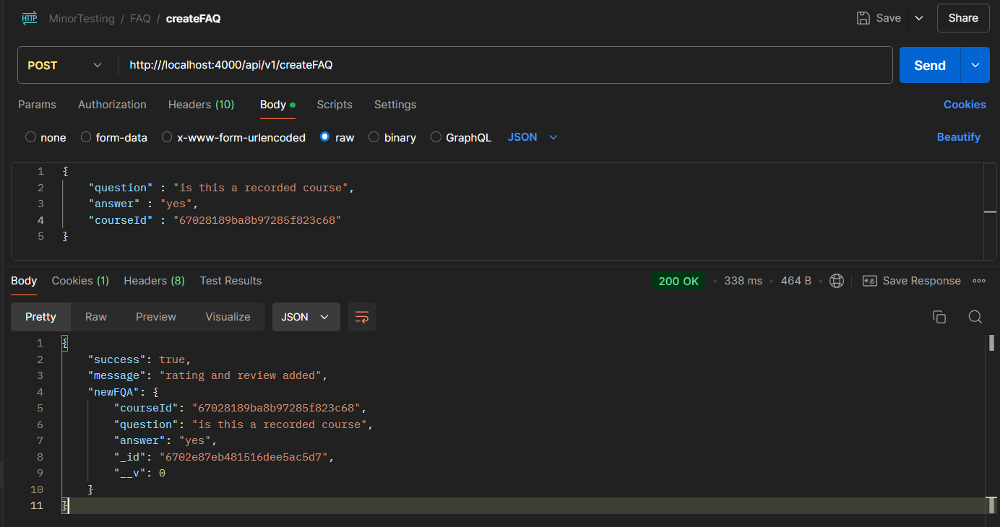 HTTP MinorTesting / FAQ / createFAQ Save Share
POST http:///localhost:4000/api/v1/createFAQ Send
Params Authorization Headers (10) Body Scripts Settings Cookies
none form-data x-www-form-urlencoded raw binary GraphQL JSON Beautify
1 {
2 "question" : "is this a recorded course",
3 "answer" : "yes",
4 "courseId" : "67028189ba8b97285f823c68"
5 }
Body Cookies (1) Headers (8) Test Results 200 OK • 338 ms • 464 B • e.g. Save Response
Pretty Raw Preview Visualize JSON
1 {
2 "success": true,
3 "message": "rating and review added",
4 "newFQA": {
5 "courseId": "67028189ba8b97285f823c68",
6 "question": "is this a recorded course",
7 "answer": "yes",
8 "_id": "6702e87eb481516dee5ac5d7",
9 "__v": 0
10 }
11 }